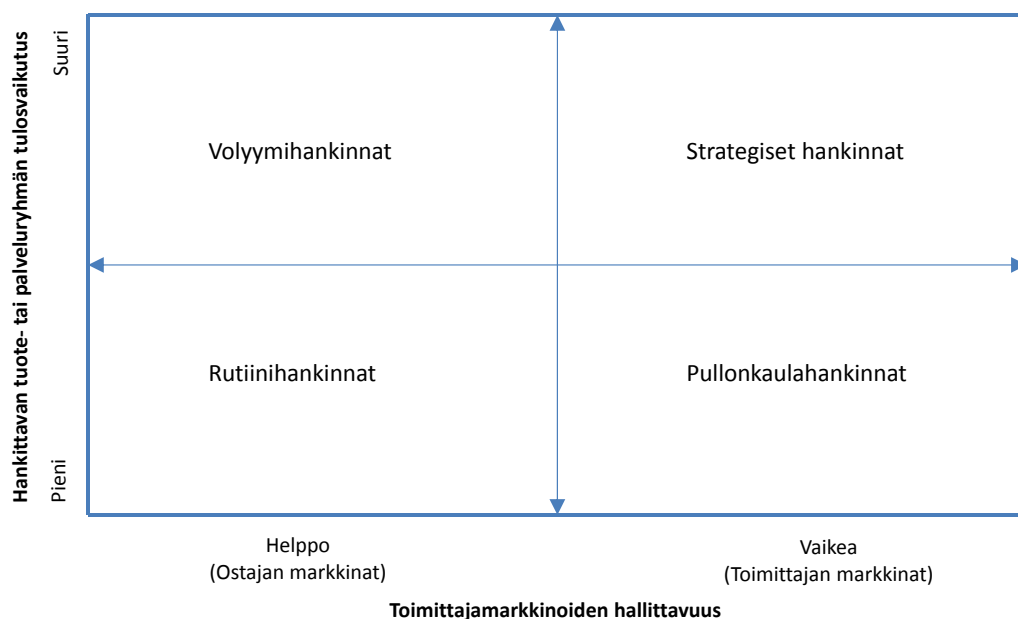 Hankittavan tuote- tai palveluryhmän tulosvaikutus
Suuri
Pieni
Volyymihankinnat
Strategiset hankinnat
Rutiinihankinnat
Pullonkaulahankinnat
Helppo
(Ostajan markkinat)
Vaikea
(Toimittajan markkinat)
Toimittajamarkkinoiden hallittavuus